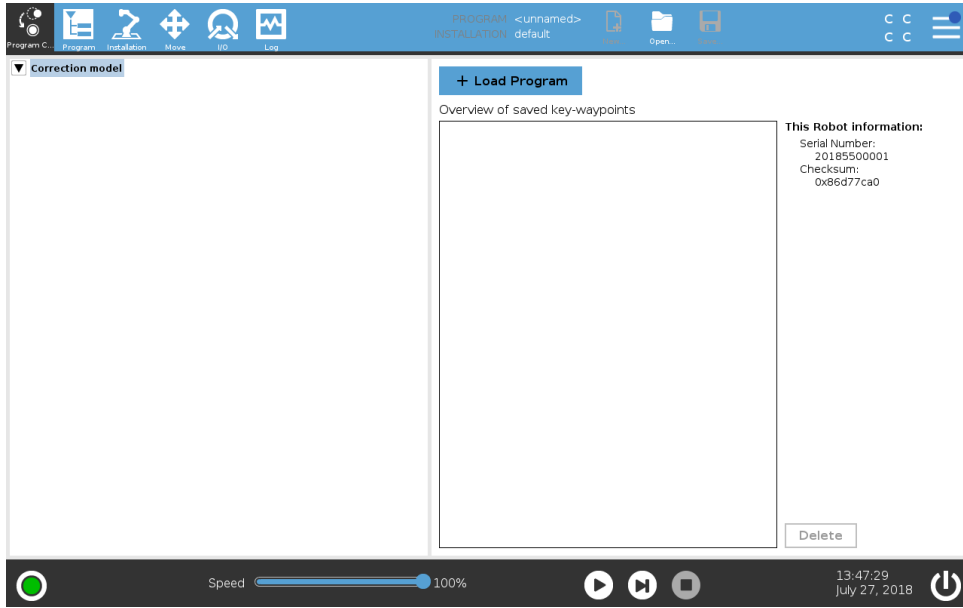 PROGRAM <unnamed>
INSTALLATION default
C C
C C
Program C...
Program
Installation
Move
I/O
Log
Open...
Correction model
+ Load Program
Overview of saved key-waypoints
This Robot information:
Serial Number:
20185500001
Checksum:
0x86d77ca0
Delete
Speed
100%
13:47:29
July 27, 2018